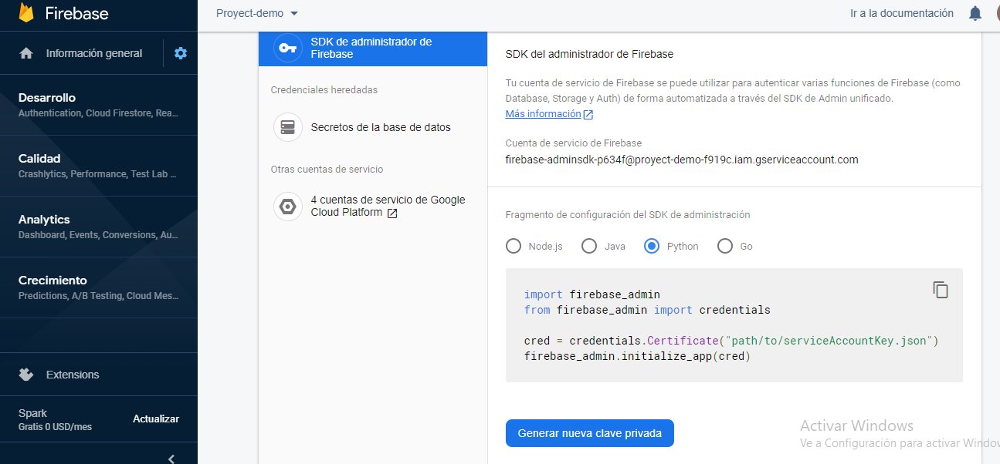 Firebase
Proyect-demo
Ir a la documentación
Información general
Desarrollo
Authentication, Cloud Firestore, Rea...
Calidad
Crashlytics, Performance, Test Lab ...
Analytics
Dashboard, Events, Conversions, Au...
Crecimiento
Predictions, A/B Testing, Cloud Mes...
Extensions
Spark
Gratis 0 USD/mes
Actualizar
SDK de administrador de
Firebase
Credenciales heredadas
Secretos de la base de datos
Otras cuentas de servicio
4 cuentas de servicio de Google
Cloud Platform
SDK del administrador de Firebase
Tu cuenta de servicio de Firebase se puede utilizar para autenticar varias funciones de Firebase (como
Database, Storage y Auth) de forma automatizada a través del SDK de Admin unificado.
Más información
Cuenta de servicio de Firebase
firebase-adminsdk-p634f@proyect-demo-f919c.iam.gserviceaccount.com
Fragmento de configuración del SDK de administración
Node.js Java Python Go
import firebase_admin
from firebase_admin import credentials
cred = credentials.Certificate("path/to/serviceAccountKey.json")
firebase_admin.initialize_app(cred)
Generar nueva clave privada
Activar Windows
Ve a Configuración para activar Windo